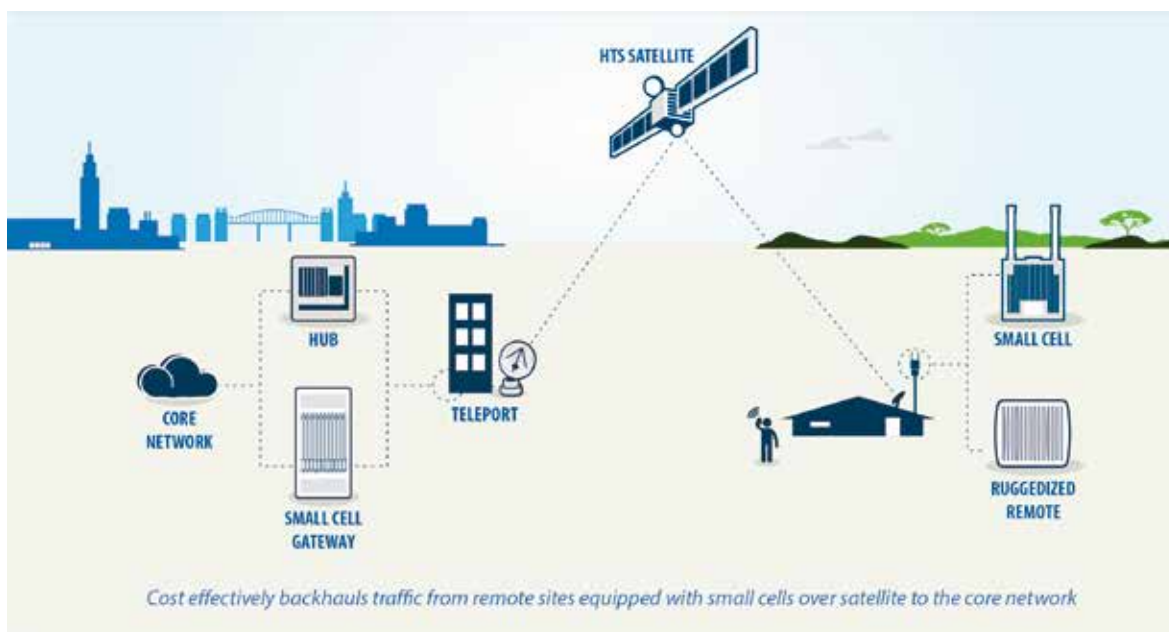 HTS SATELLITE
HUB
SMALL CELL
TELEPORT
CORE
NETWORK
RUGGEDIZED
REMOTE
SMALL CELL
GATEWAY
Cost effectively backhauls traffic from remote sites equipped with small cells over satellite to the core network